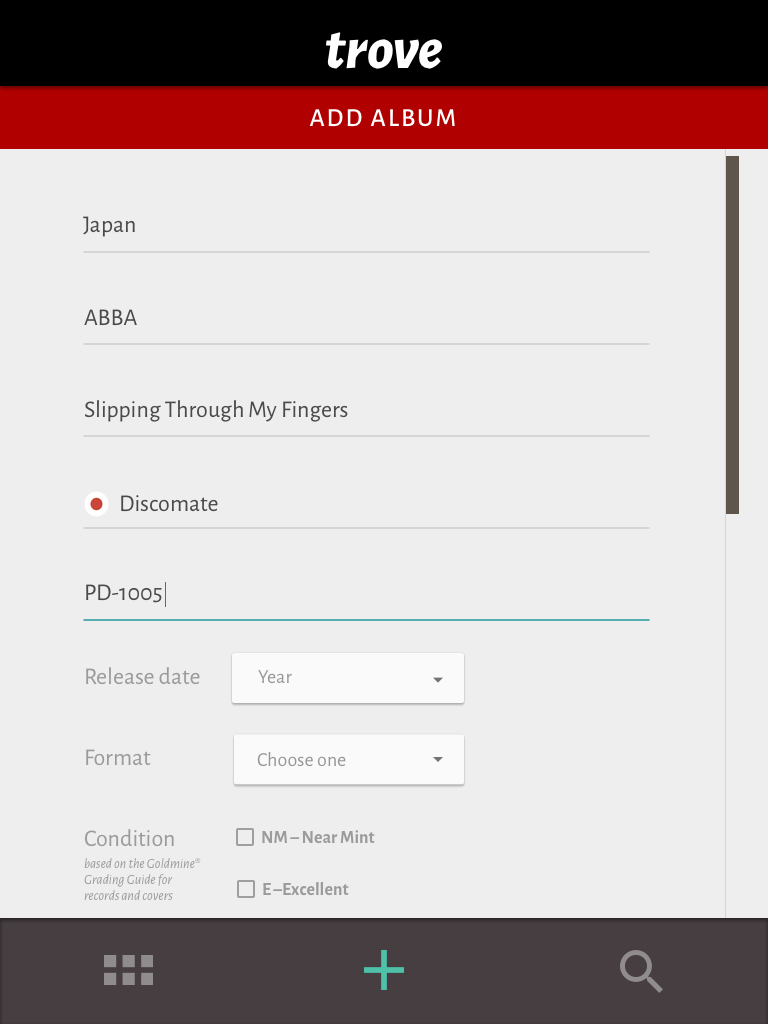 trove
ADD ALBUM
Japan
ABBA
Slipping Through My Fingers
Discomate
PD-1005
Release date
Year
Format
Choose one
Condition
NM – Near Mint
based on the Goldmine®
Grading Guide for
records and covers
E –Excellent